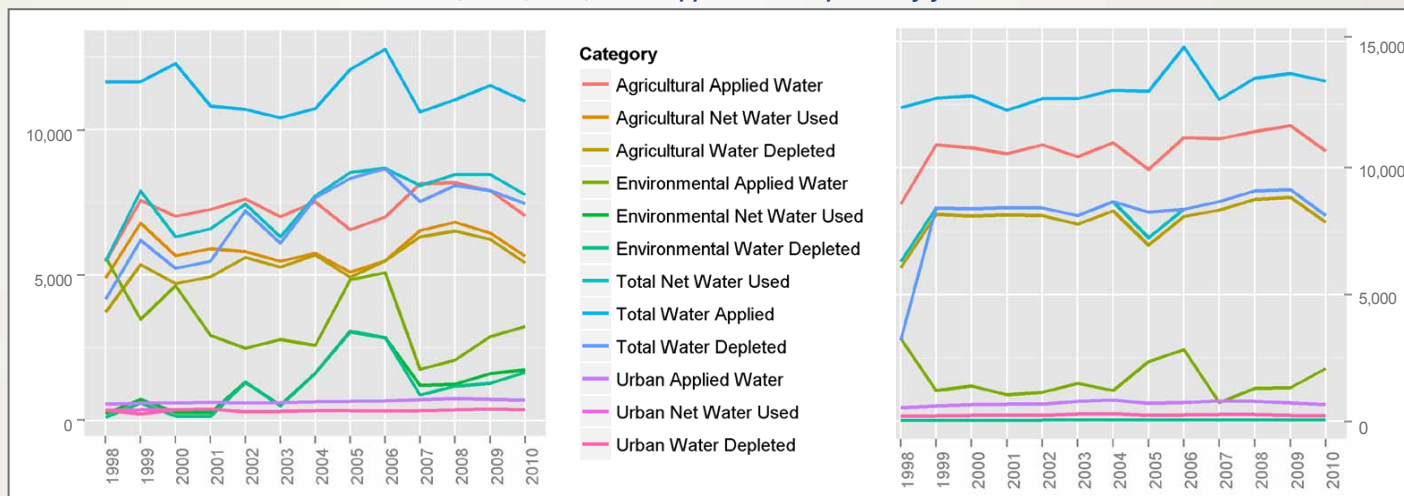 10,000
5,000
0
1998 1999 2000 2001 2002 2003 2004 2005 2006 2007 2008 2009 2010
Category
Agricultural Applied Water
Agricultural Net Water Used
Agricultural Water Depleted
Environmental Applied Water
Environmental Net Water Used
Environmental Water Depleted
Total Net Water Used
Total Water Applied
Total Water Depleted
Urban Applied Water
Urban Net Water Used
Urban Water Depleted
15,000
10,000
5,000
0
1998 1999 2000 2001 2002 2003 2004 2005 2006 2007 2008 2009 2010